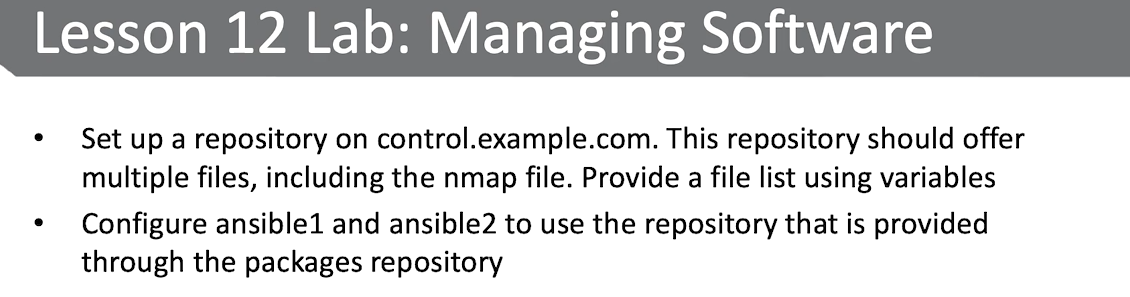 Lesson 12 Lab: Managing Software
• Set up a repository on control.example.com. This repository should offer
multiple files, including the nmap file. Provide a file list using variables
• Configure ansible1 and ansible2 to use the repository that is provided
through the packages repository